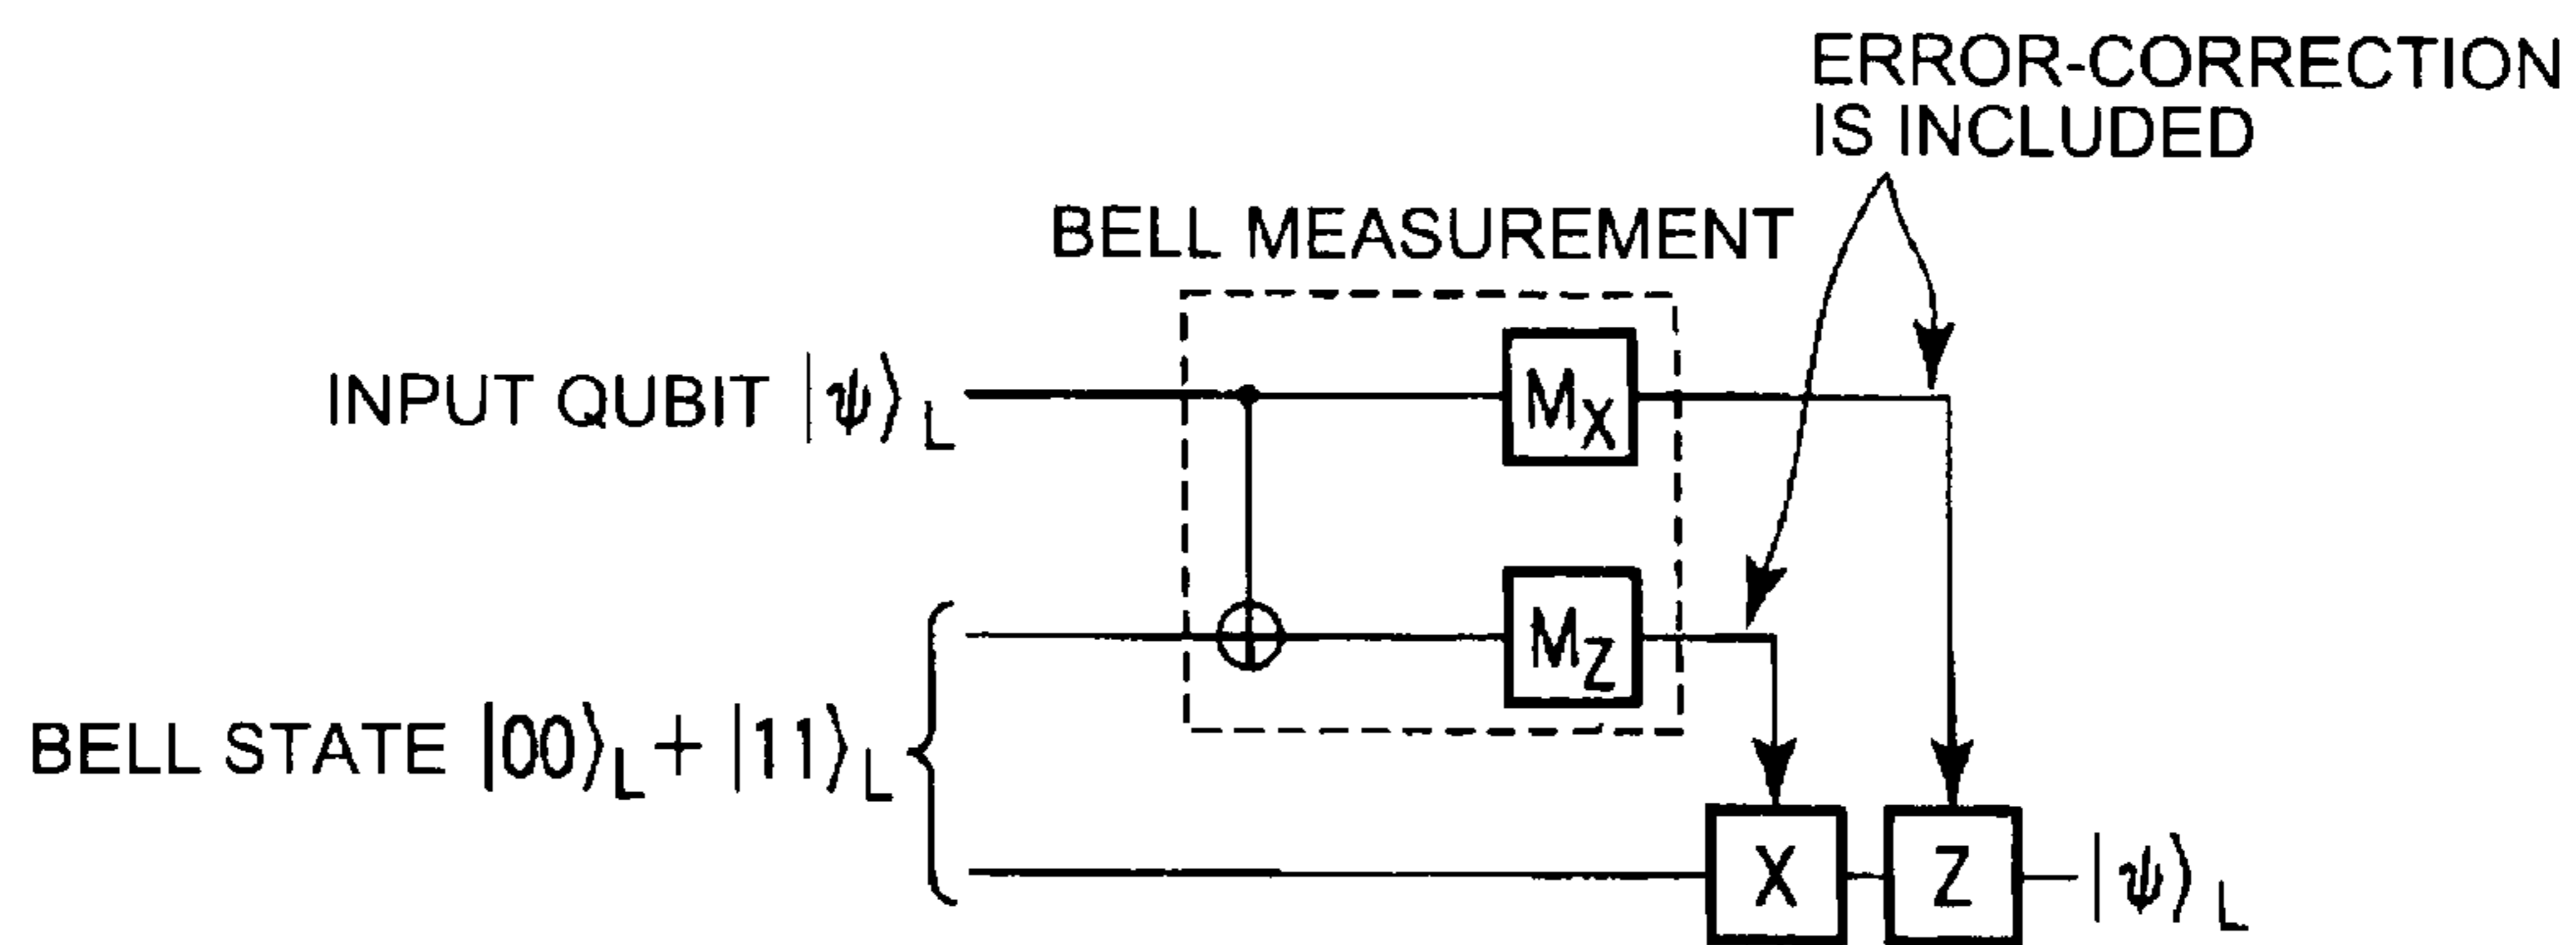 ERROR-CORRECTION
IS INCLUDED
BELL MEASUREMENT
INPUT QUBIT |ψ⟩L
MX
MZ
BELL STATE |00⟩L + |11⟩L
X
Z
|ψ⟩L